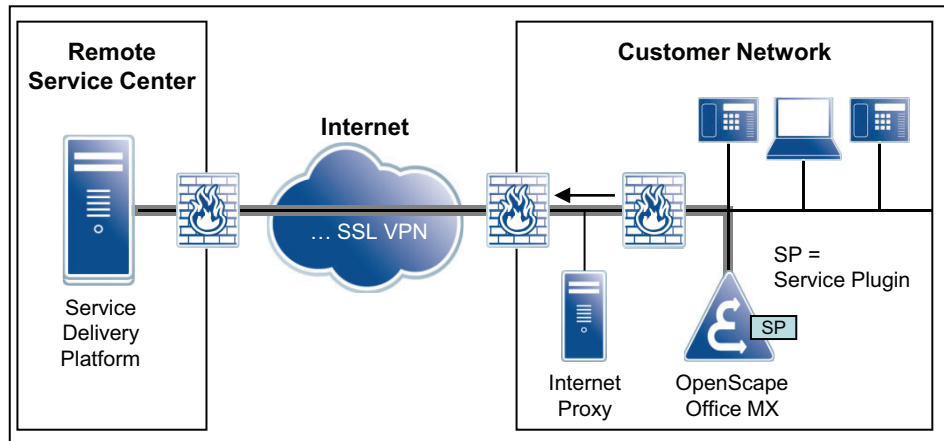 Remote
Service Center
Customer Network
Internet
... SSL VPN
SP =
Service Plugin
SP
Service
Delivery
Platform
Internet
Proxy
OpenScape
Office MX